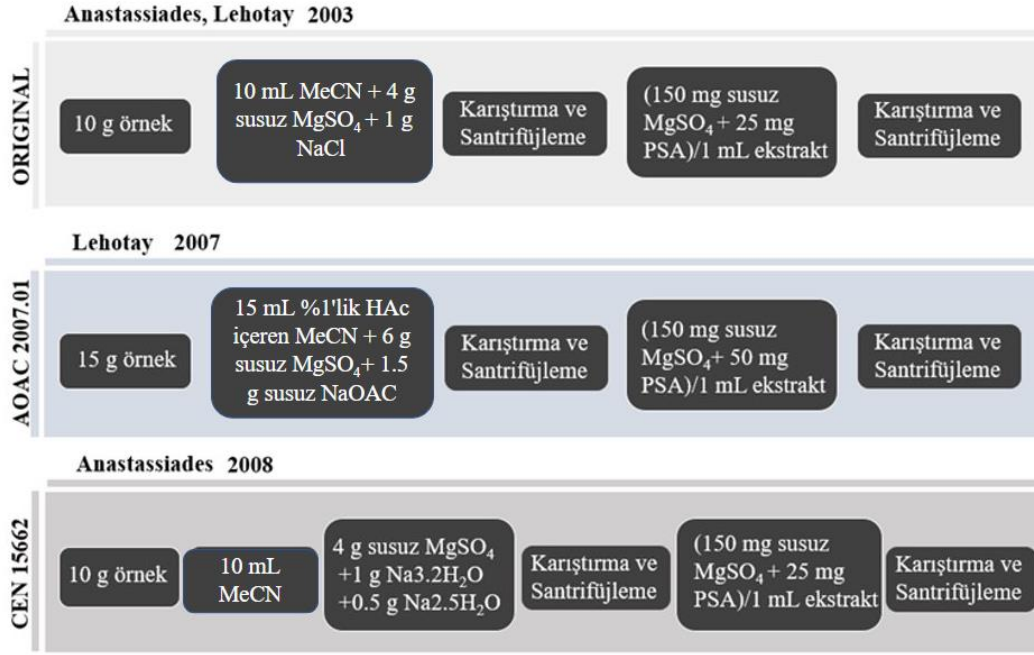 Anastassiades, Lehotay 2003
ORIGINAL
10 g örnek
10 mL MeCN + 4 g
susuz MgSO₄ + 1 g
NaCl
Karıştırma ve
Santrifüjleme
(150 mg susuz
MgSO₄ + 25 mg
PSA)/1 mL ekstrakt
Karıştırma ve
Santrifüjleme
Lehotay 2007
AOAC 2007.01
15 g örnek
15 mL %1'lik HAc
içeren MeCN + 6 g
susuz MgSO₄+ 1.5
g susuz NaOAC
Karıştırma ve
Santrifüjleme
(150 mg susuz
MgSO₄+ 50 mg
PSA)/1 mL ekstrakt
Karıştırma ve
Santrifüjleme
Anastassiades 2008
CEN 15662
10 g örnek
10 mL
MeCN
4 g susuz MgSO₄
+1 g Na3.2H₂O
+0.5 g Na2.5H₂O
Karıştırma ve
Santrifüjleme
(150 mg susuz
MgSO₄ + 25 mg
PSA)/1 mL ekstrakt
Karıştırma ve
Santrifüjleme